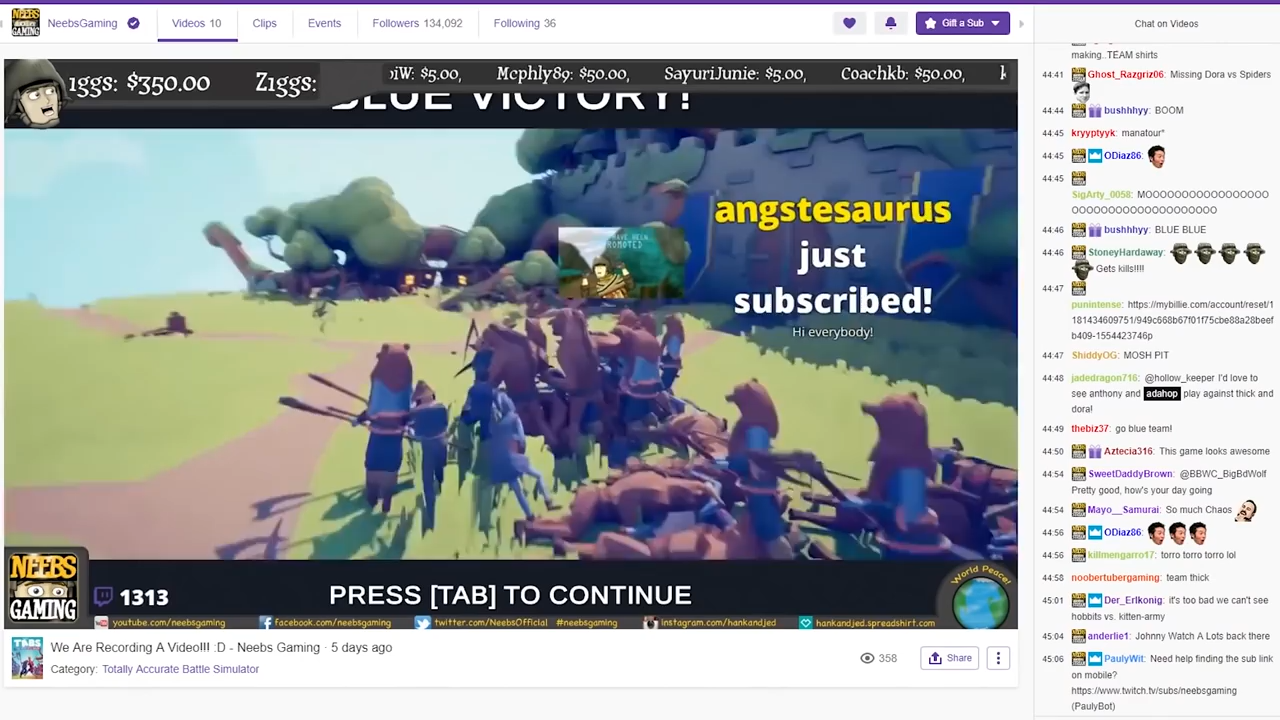 NeebsGaming
Videos 10
Clips
Events
Followers 134,092
Following 36
Gift a Sub
Chat on Videos
iggs: $350.00 Ziggs:
W: $5.00, Mcphly89: $50.00, SayuriJunie: $5.00, Coachkb: $50.00,
BLUE VICTORY!
angstesaurus
just
subscribed!
Hi everybody!
NEEBS
GAMING
1313
PRESS [TAB] TO CONTINUE
World Peace!
youtube.com/neebsgaming
facebook.com/neebsgaming
twitter.com/NeebsOfficial #neebsgaming
instagram.com/hankandjed
hankandjed.spreadshirt.com
TABS
We Are Recording A Video!!! :D - Neebs Gaming · 5 days ago
Category: Totally Accurate Battle Simulator
358
Share
making..TEAM shirts
44:41 Ghost_Razgriz06: Missing Dora vs Spiders
44:44 bushhhyy: BOOM
44:45 kryyptyyk: manatour*
44:45 ODiaz86:
44:45
SigArty_0058: MOOOOOOOOOOOOOOOOO
OOOOOOOOOOOOOOOOOOO
44:46 bushhhyy: BLUE BLUE
44:46 StoneyHardaway:
Gets kills!!!!
44:47
punintense: https://mybillie.com/account/reset/1
181434609751/949c668b67f01f75cbe88a28beef
b409-1554423746p
44:47 ShiddyOG: MOSH PIT
44:48 jadedragon716: @hollow_keeper I'd love to
see anthony and adahop play against thick and
dora!
44:49 thebiz37: go blue team!
44:50 Aztecia316: This game looks awesome
44:54 SweetDaddyBrown: @BBWC_BigBdWolf
Pretty good, how's your day going
44:54 Mayo__Samurai: So much Chaos
44:56 ODiaz86:
44:56 killmengarro17: torro torro torro lol
44:58 noobertubergaming: team thick
45:01 Der_Erlkonig: it's too bad we can't see
hobbits vs. kitten-army
45:04 anderlie1: Johnny Watch A Lots back there
45:06 PaulyWit: Need help finding the sub link
on mobile?
https://www.twitch.tv/subs/neebsgaming
(PaulyBot)